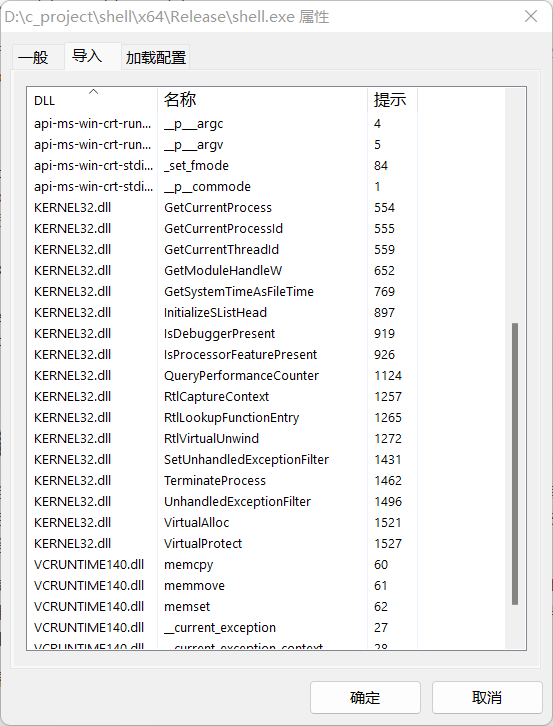 D:\c_project\shell\x64\Release\shell.exe 属性
一般 导入 加载配置
DLL 名称 提示
api-ms-win-crt-run... __p___argc 4
api-ms-win-crt-run... __p___argv 5
api-ms-win-crt-stdi... _set_fmode 84
api-ms-win-crt-stdi... __p__commode 1
KERNEL32.dll GetCurrentProcess 554
KERNEL32.dll GetCurrentProcessId 555
KERNEL32.dll GetCurrentThreadId 559
KERNEL32.dll GetModuleHandleW 652
KERNEL32.dll GetSystemTimeAsFileTime 769
KERNEL32.dll InitializeSListHead 897
KERNEL32.dll IsDebuggerPresent 919
KERNEL32.dll IsProcessorFeaturePresent 926
KERNEL32.dll QueryPerformanceCounter 1124
KERNEL32.dll RtlCaptureContext 1257
KERNEL32.dll RtlLookupFunctionEntry 1265
KERNEL32.dll RtlVirtualUnwind 1272
KERNEL32.dll SetUnhandledExceptionFilter 1431
KERNEL32.dll TerminateProcess 1462
KERNEL32.dll UnhandledExceptionFilter 1496
KERNEL32.dll VirtualAlloc 1521
KERNEL32.dll VirtualProtect 1527
VCRUNTIME140.dll memcpy 60
VCRUNTIME140.dll memmove 61
VCRUNTIME140.dll memset 62
VCRUNTIME140.dll __current_exception 27
VCRUNTIME140.dll __current_exception_context 28
确定 取消